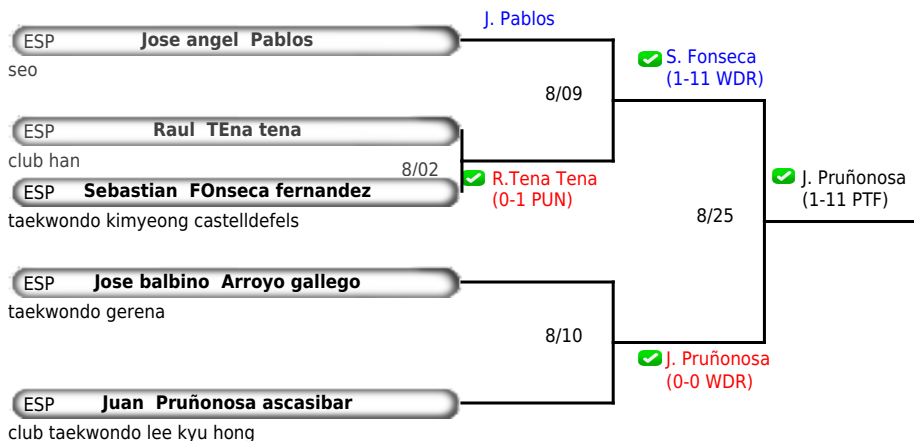 J. Pablos
ESP Jose angel Pablos
seo
S. Fonseca
(1-11 WDR)
8/09
ESP Raul TEna tena
club han
8/02
R.Tena Tena
(0-1 PUN)
ESP Sebastian FOnseca fernandez
taekwondo kimyeong castelldefels
J. Pruñonosa
(1-11 PTF)
8/25
ESP Jose balbino Arroyo gallego
taekwondo gerena
8/10
J. Pruñonosa
(0-0 WDR)
ESP Juan Pruñonosa ascasibar
club taekwondo lee kyu hong